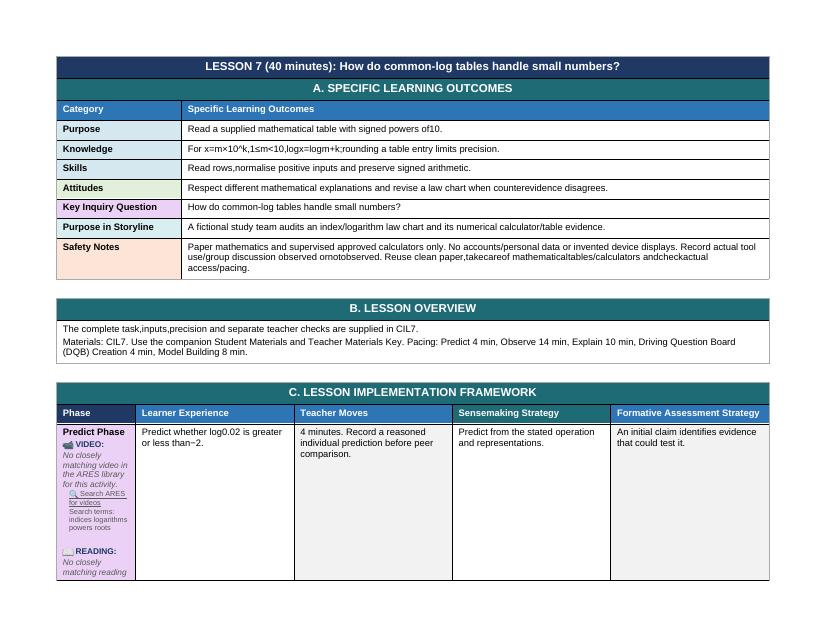 LESSON 7 (40 minutes): How do common-log tables handle small numbers?
A. SPECIFIC LEARNING OUTCOMES
Category Specific Learning Outcomes
Purpose Read a supplied mathematical table with signed powers of10.
Knowledge For x=m×10^k,1≤m<10,logx=logm+k;rounding a table entry limits precision.
Skills Read rows,normalise positive inputs and preserve signed arithmetic.
Attitudes Respect different mathematical explanations and revise a law chart when counterevidence disagrees.
Key Inquiry Question How do common-log tables handle small numbers?
Purpose in Storyline A fictional study team audits an index/logarithm law chart and its numerical calculator/table evidence.
Safety Notes Paper mathematics and supervised approved calculators only. No accounts/personal data or invented device displays. Record actual tool
use/group discussion observed ornotobserved. Reuse clean paper,takecareof mathematicaltables/calculators andcheckactual
access/pacing.
B. LESSON OVERVIEW
The complete task,inputs,precision and separate teacher checks are supplied in CIL7.
Materials: CIL7. Use the companion Student Materials and Teacher Materials Key. Pacing: Predict 4 min, Observe 14 min, Explain 10 min, Driving Question Board
(DQB) Creation 4 min, Model Building 8 min.
C. LESSON IMPLEMENTATION FRAMEWORK
Phase Learner Experience Teacher Moves Sensemaking Strategy Formative Assessment Strategy
Predict Phase
📹 VIDEO:
No closely
matching video in
the ARES library
for this activity.
🔍 Search ARES
for videos
Search terms:
indices logarithms
powers roots
📖 READING:
No closely
matching reading
Predict whether log0.02 is greater
or less than−2.
4 minutes. Record a reasoned
individual prediction before peer
comparison.
Predict from the stated operation
and representations.
An initial claim identifies evidence
that could test it.